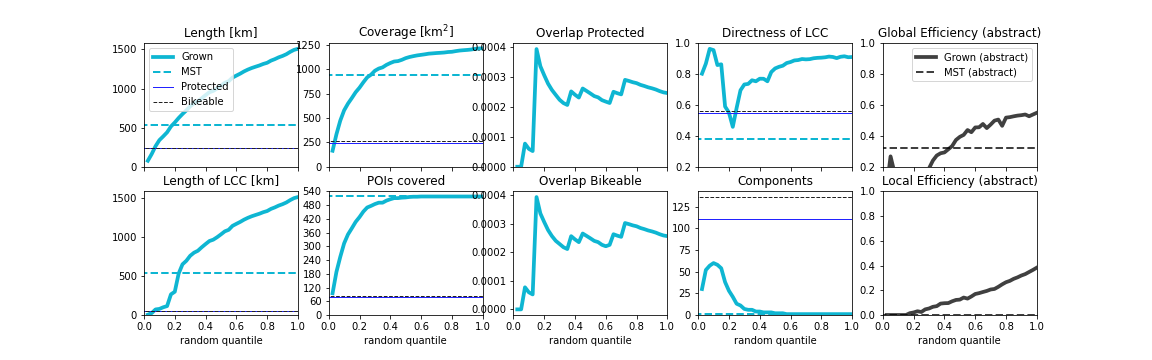 Length [km]
Coverage [km2]
Overlap Protected
Directness of LCC
Global Efficiency (abstract)
1500
1000
500
0
Grown
MST
Protected
Bikeable
1250
1000
750
500
250
0
0.0004
0.0003
0.0002
0.0001
0.0000
1.0
0.8
0.6
0.4
0.2
1.0
0.8
0.6
0.4
0.2
Grown (abstract)
MST (abstract)
Length of LCC [km]
POIs covered
Overlap Bikeable
Components
Local Efficiency (abstract)
1500
1000
500
0
540
480
420
360
300
240
180
120
60
0
0.0004
0.0003
0.0002
0.0001
0.0000
125
100
75
50
25
0
1.0
0.8
0.6
0.4
0.2
0.0
0.0 0.2 0.4 0.6 0.8 1.0
0.0 0.2 0.4 0.6 0.8 1.0
0.0 0.2 0.4 0.6 0.8 1.0
0.0 0.2 0.4 0.6 0.8 1.0
0.0 0.2 0.4 0.6 0.8 1.0
random quantile
random quantile
random quantile
random quantile
random quantile